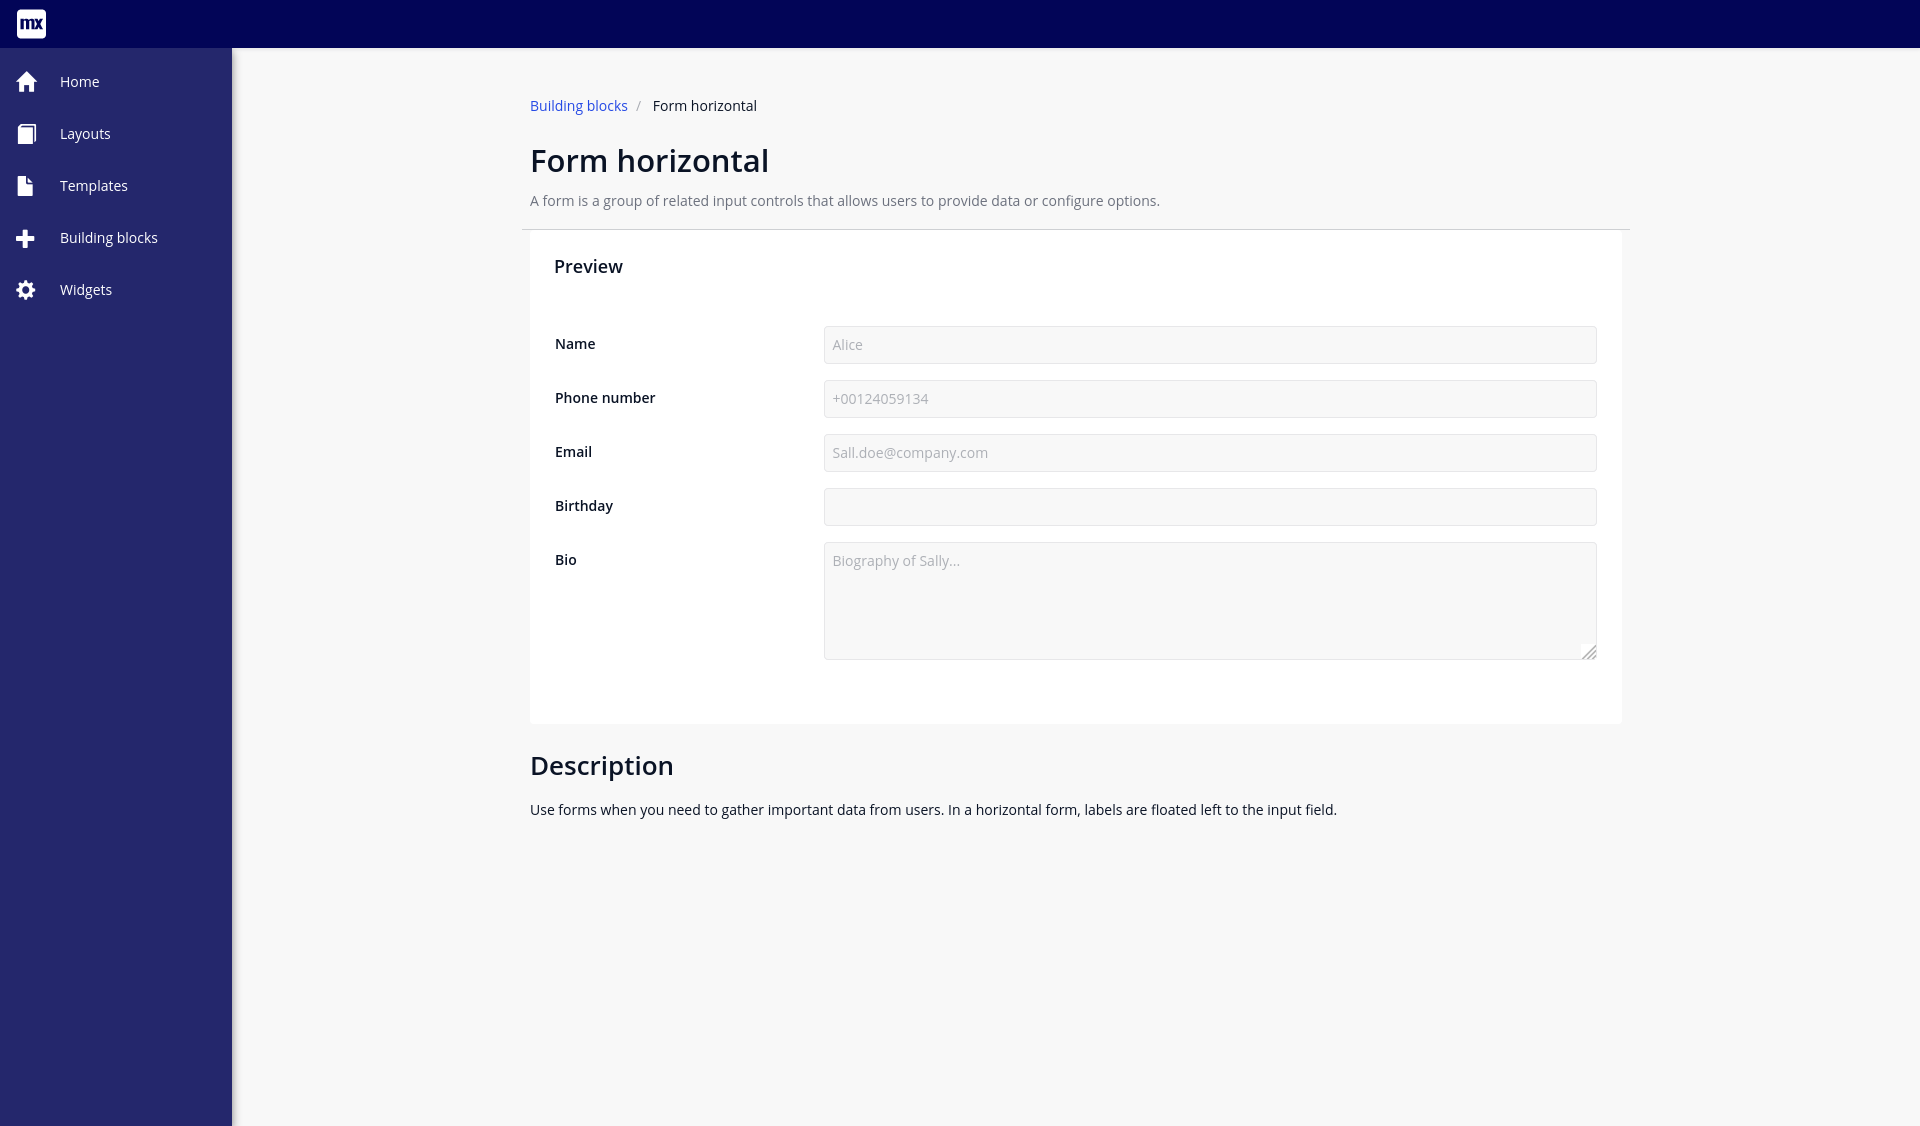 mx
Home
Layouts
Templates
Building blocks
Widgets
Building blocks / Form horizontal
Form horizontal
A form is a group of related input controls that allows users to provide data or configure options.
Preview
Name
Alice
Phone number
+00124059134
Email
Sall.doe@company.com
Birthday
Bio
Biography of Sally...
Description
Use forms when you need to gather important data from users. In a horizontal form, labels are floated left to the input field.